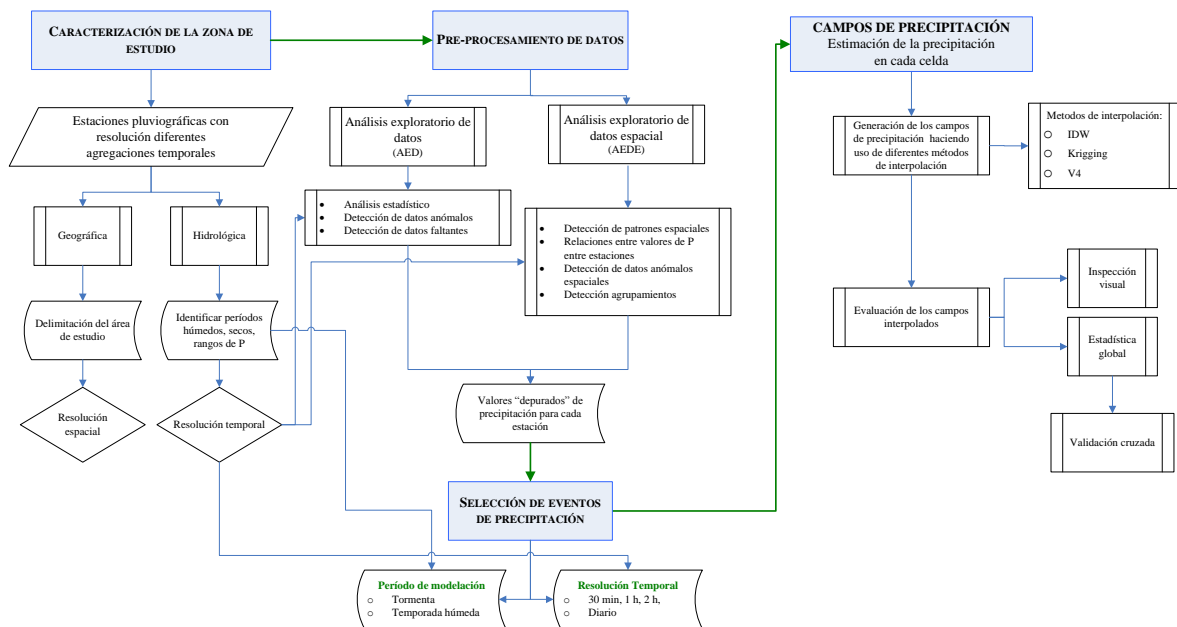 CARACTERIZACIÓN DE LA ZONA DE
ESTUDIO
PRE-PROCESAMIENTO DE DATOS
CAMPOS DE PRECIPITACIÓN
Estimación de la precipitación
en cada celda
Estaciones pluviográficas con
resolución diferentes
agregaciones temporales
Análisis exploratorio de
datos
(AED)
Análisis exploratorio de
datos espacial
(AEDE)
Generación de los campos
de precipitación haciendo
uso de diferentes métodos
de interpolación
Metodos de interpolación:
○ IDW
○ Krigging
○ V4
Geográfica
Hidrológica
• Análisis estadístico
• Detección de datos anómalos
• Detección de datos faltantes
• Detección de patrones espaciales
• Relaciones entre valores de P
entre estaciones
• Detección de datos anómalos
espaciales
• Detección agrupamientos
Delimitación del área
de estudio
Identificar períodos
húmedos, secos,
rangos de P
Evaluación de los campos
interpolados
Inspección
visual
Estadística
global
Validación cruzada
Resolución
espacial
Resolución temporal
Valores “depurados” de
precipitación para cada
estación
SELECCIÓN DE EVENTOS
DE PRECIPITACIÓN
Período de modelación
○ Tormenta
○ Temporada húmeda
Resolución Temporal
○ 30 min, 1 h, 2 h,
○ Diario